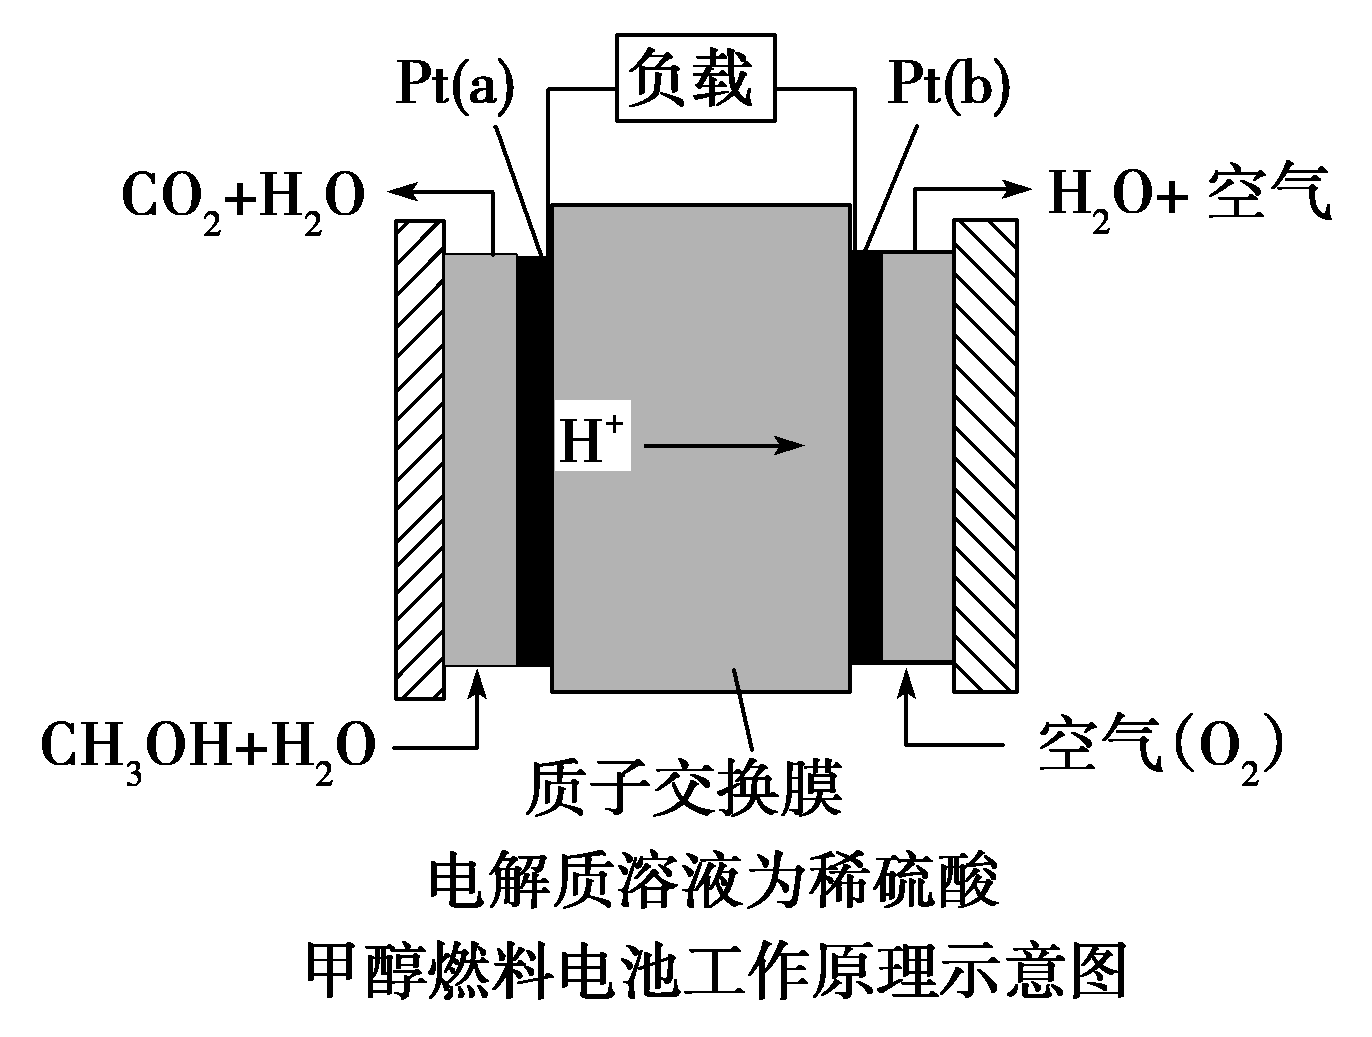 Pt(a)
负载
Pt(b)
CO₂+H₂O
H₂O+ 空气
H⁺
CH₃OH+H₂O
空气(O₂)
质子交换膜
电解质溶液为稀硫酸
甲醇燃料电池工作原理示意图